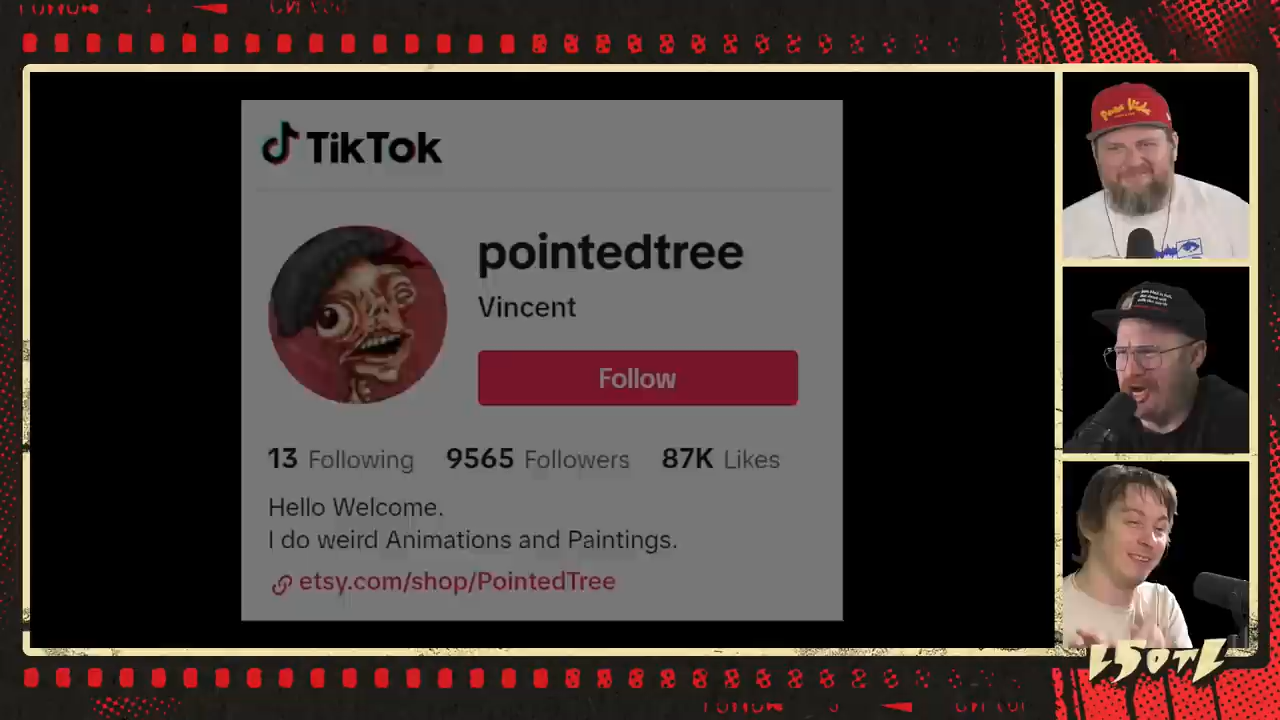 TikTok
pointedtree
Vincent
Follow
13 Following 9565 Followers 87K Likes
Hello Welcome.
I do weird Animations and Paintings.
etsy.com/shop/PointedTree
L5OTL